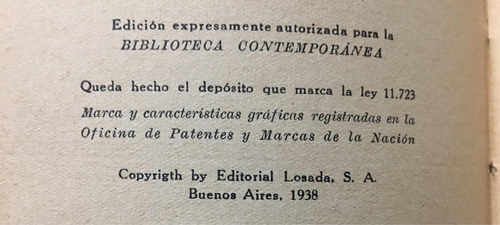 Edición expresamente autorizada para la
BIBLIOTECA CONTEMPORÁNEA
Queda hecho el depósito que marca la ley 11.723
Marca y características gráficas registradas en la
Oficina de Patentes y Marcas de la Nación
Copyrigth by Editorial Losada, S. A.
Buenos Aires, 1938